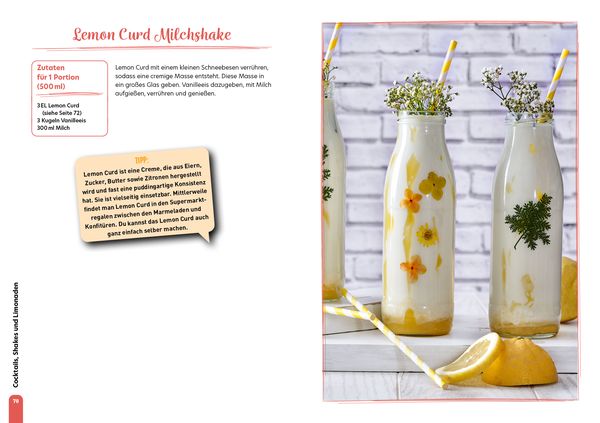 Lemon Curd Milchshake
Zutaten
für 1 Portion
(500 ml)
3 EL Lemon Curd
(siehe Seite 72)
3 Kugeln Vanilleeis
300 ml Milch
Lemon Curd mit einem kleinen Schneebesen verrühren,
sodass eine cremige Masse entsteht. Diese Masse in
ein großes Glas geben. Vanilleeis dazugeben, mit Milch
aufgießen, verrühren und genießen.
TIPP:
Lemon Curd ist eine Creme, die aus Eiern,
Zucker, Butter sowie Zitronen hergestellt
wird und fast eine puddingartige Konsistenz
hat. Sie ist vielseitig einsetzbar. Mittlerweile
findet man Lemon Curd in den Supermarkt-
regalen zwischen den Marmeladen und
Konfitüren. Du kannst das Lemon Curd auch
ganz einfach selber machen.
Cocktails, Shakes und Limonaden
78